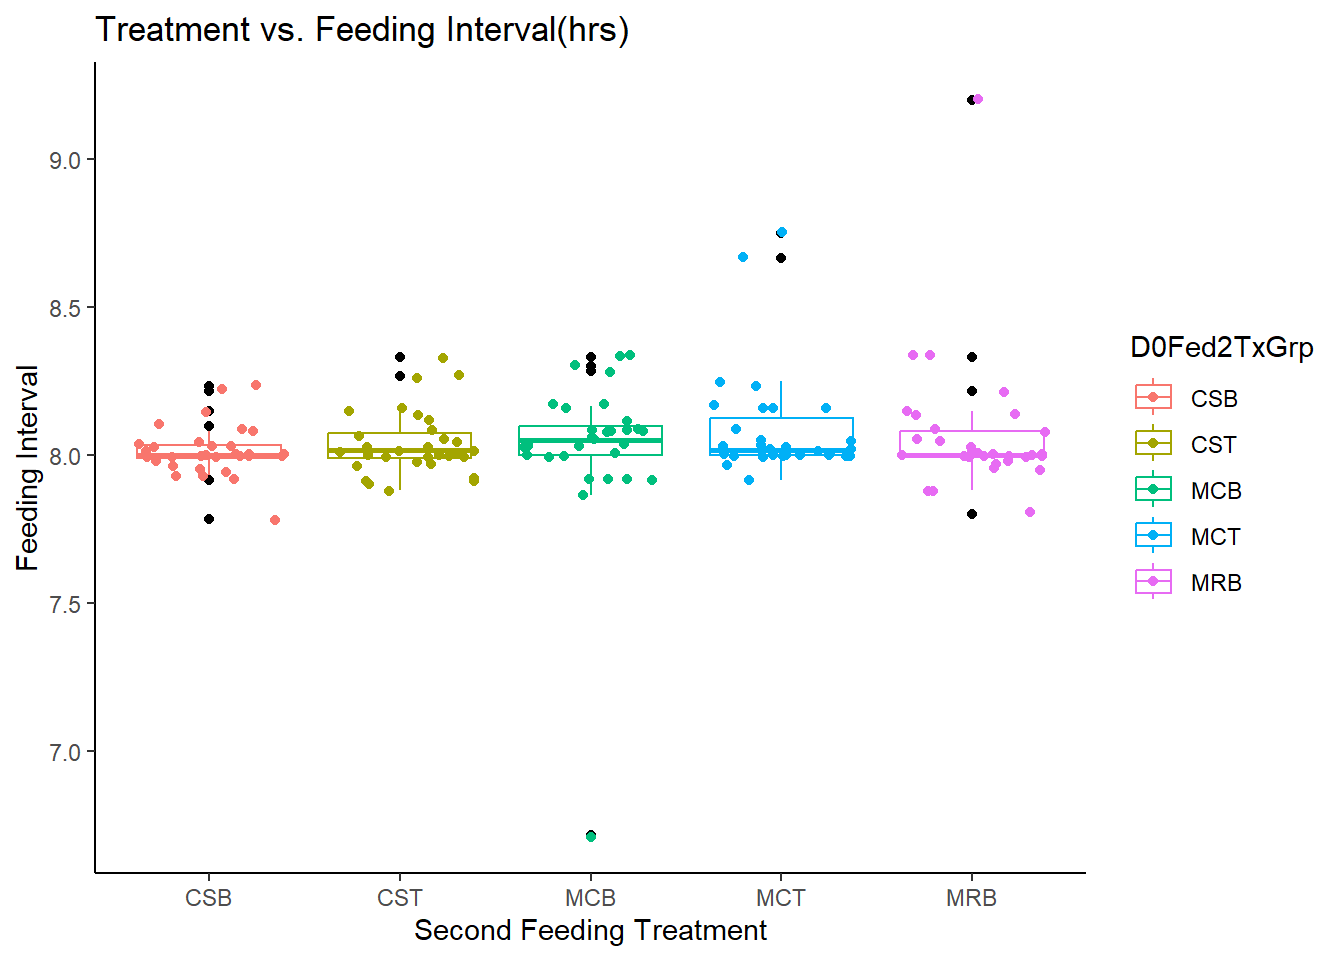 Treatment vs. Feeding Interval(hrs)
Feeding Interval
9.0
8.5
8.0
7.5
7.0
CSB
CST
MCB
MCT
MRB
Second Feeding Treatment
D0Fed2TxGrp
CSB
CST
MCB
MCT
MRB